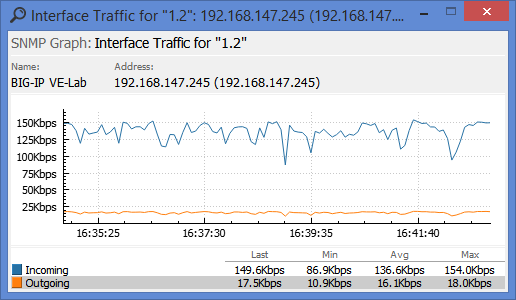 Interface Traffic for "1.2": 192.168.147.245 (192.168.147....
SNMP Graph: Interface Traffic for "1.2"
Name: Address:
BIG-IP VE-Lab 192.168.147.245 (192.168.147.245)
150Kbps
125Kbps
100Kbps
75Kbps
50Kbps
25Kbps
16:35:25 16:37:30 16:39:35 16:41:40
Last Min Avg Max
Incoming 149.6Kbps 86.9Kbps 136.6Kbps 154.0Kbps
Outgoing 17.5Kbps 10.9Kbps 16.1Kbps 18.0Kbps